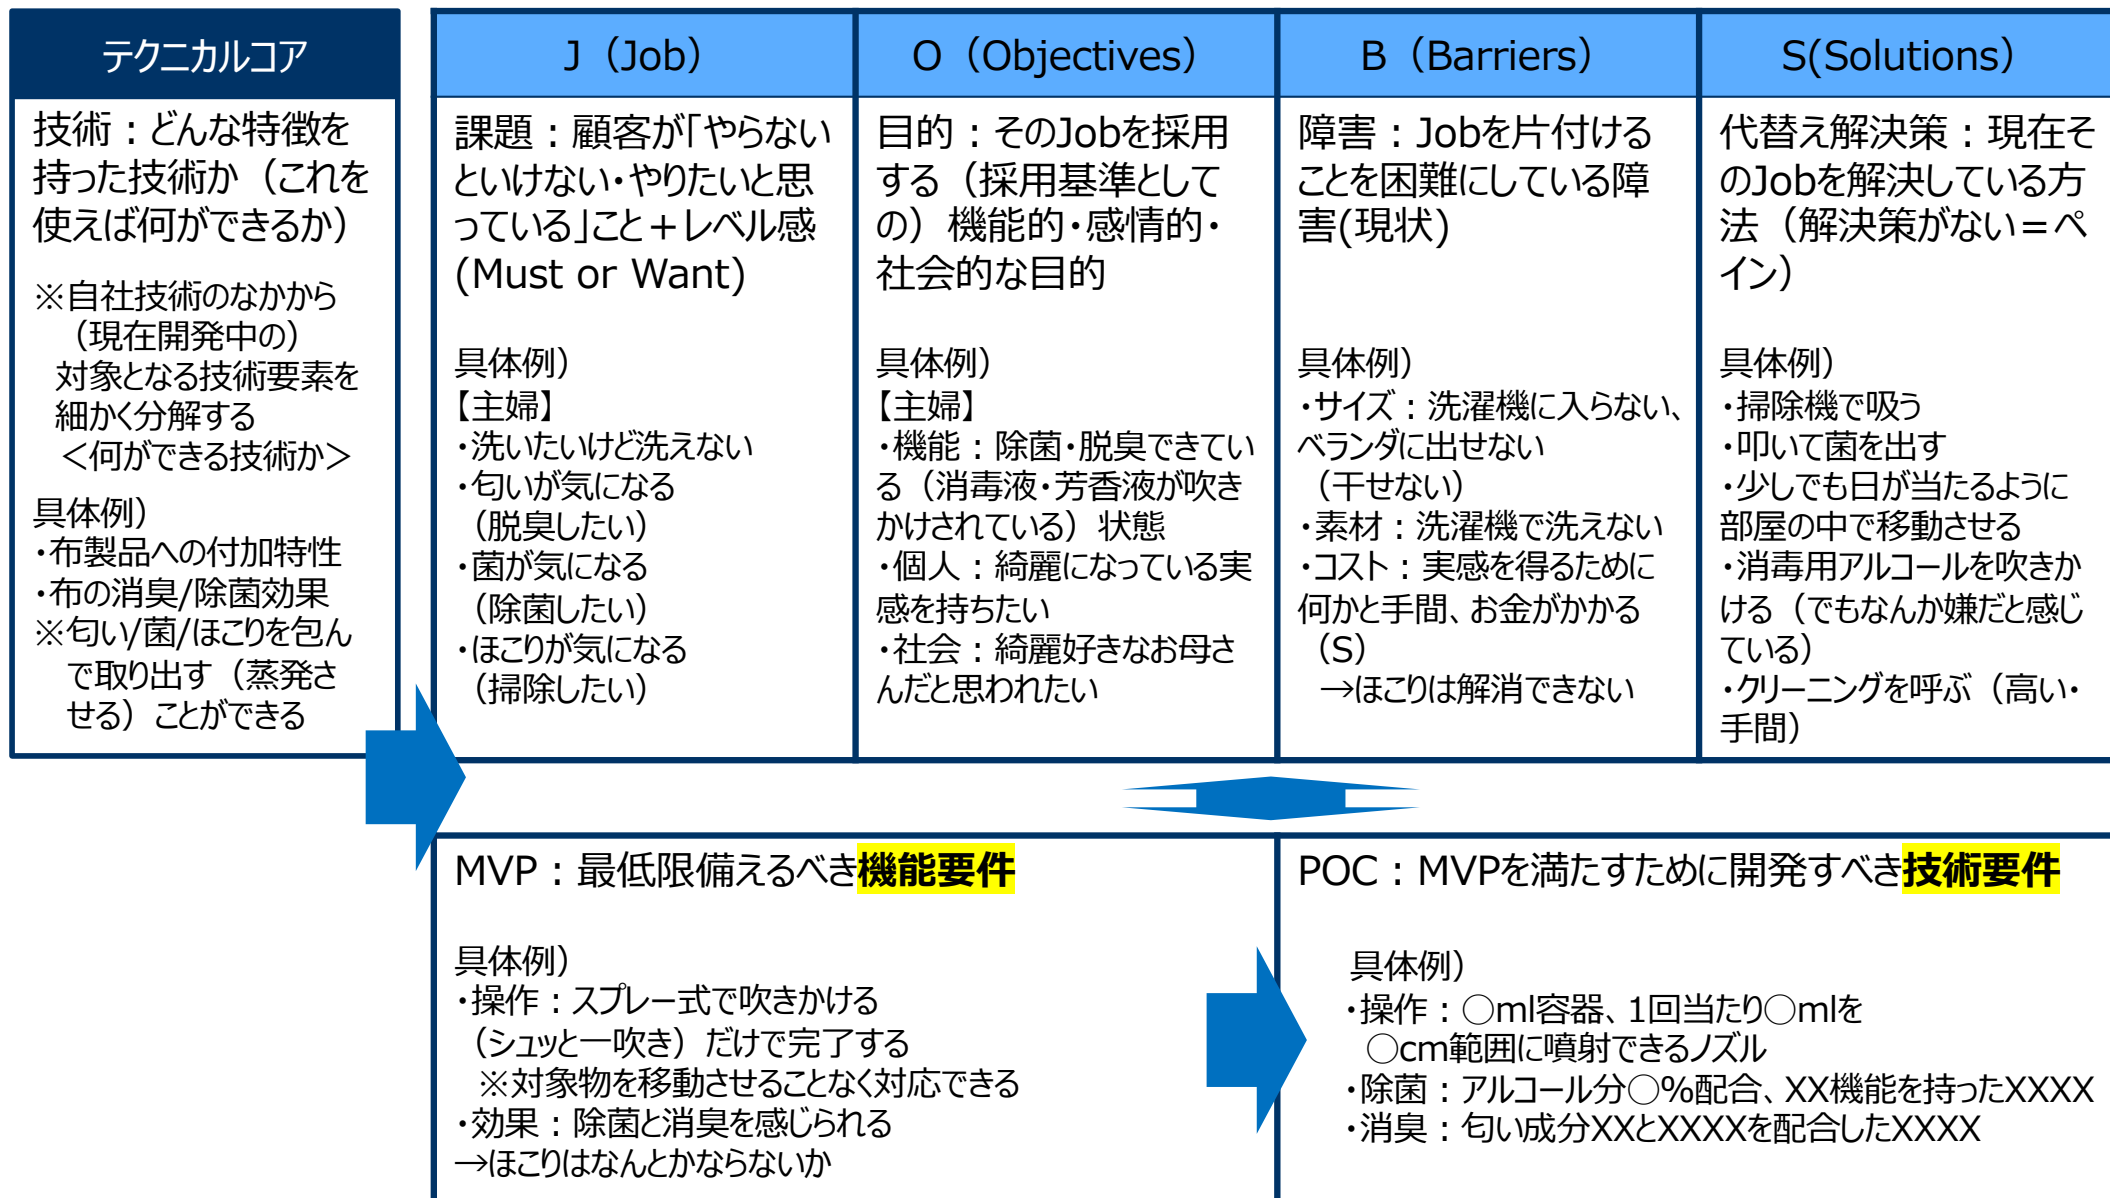 テクニカルコア
技術：どんな特徴を
持った技術か（これを
使えば何ができるか）
※自社技術のなかから
（現在開発中の）
対象となる技術要素を
細かく分解する
＜何ができる技術か＞
具体例）
・布製品への付加特性
・布の消臭/除菌効果
※匂い/菌/ほこりを包ん
で取り出す（蒸発さ
せる）ことができる
J（Job）
課題：顧客が「やらない
といけない・やりたいと思
っている」こと＋レベル感
(Must or Want)
具体例）
【主婦】
・洗いたいけど洗えない
・匂いが気になる
（脱臭したい）
・菌が気になる
（除菌したい）
・ほこりが気になる
（掃除したい）
O（Objectives）
目的：そのJobを採用
する（採用基準として
の）機能的・感情的・
社会的な目的
具体例）
【主婦】
・機能：除菌・脱臭できてい
る（消毒液・芳香液が吹き
かけされている）状態
・個人：綺麗になっている実
感を持ちたい
・社会：綺麗好きなお母さ
んだと思われたい
B（Barriers）
障害：Jobを片付ける
ことを困難にしている障
害(現状)
具体例）
・サイズ：洗濯機に入らない、
ベランダに出せない
（干せない）
・素材：洗濯機で洗えない
・コスト：実感を得るために
何かと手間、お金がかかる
（S）
→ほこりは解消できない
S(Solutions）
代替え解決策：現在そ
のJobを解決している方
法（解決策がない＝ペ
イン）
具体例）
・掃除機で吸う
・叩いて菌を出す
・少しでも日が当たるように
部屋の中で移動させる
・消毒用アルコールを吹きか
ける（でもなんか嫌だと感じ
ている）
・クリーニングを呼ぶ（高い・
手間）
MVP：最低限備えるべき機能要件
具体例）
・操作：スプレー式で吹きかける
（シュッと一吹き）だけで完了する
※対象物を移動させることなく対応できる
・効果：除菌と消臭を感じられる
→ほこりはなんとかならないか
POC：MVPを満たすために開発すべき技術要件
具体例）
・操作：○ml容器、1回当たり○mlを
○cm範囲に噴射できるノズル
・除菌：アルコール分○%配合、XX機能を持ったXXXX
・消臭：匂い成分XXとXXXXを配合したXXXX